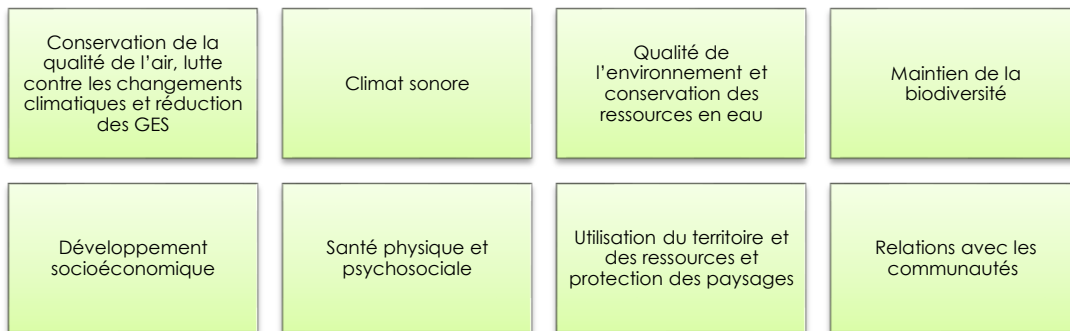 Conservation de la
qualité de l'air, lutte
contre les changements
climatiques et réduction
des GES
Climat sonore
Qualité de
l'environnement et
conservation des
ressources en eau
Maintien de la
biodiversité
Développement
socioéconomique
Santé physique et
psychosociale
Utilisation du territoire et
des ressources et
protection des paysages
Relations avec les
communautés